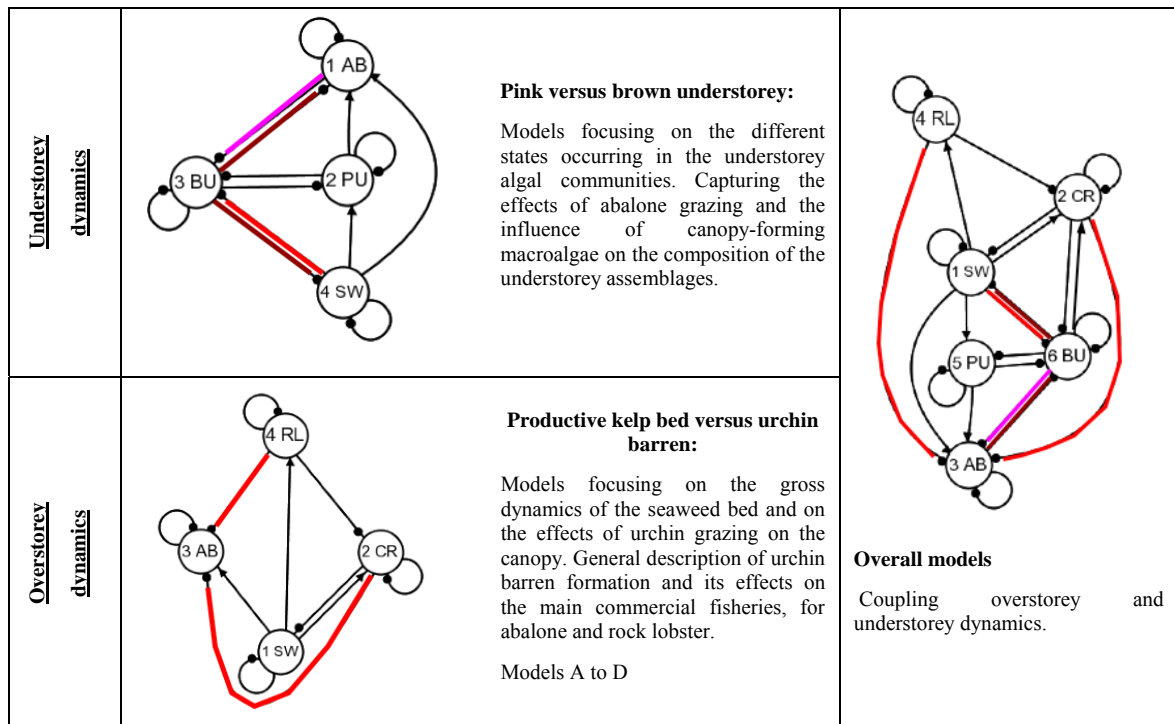 Understorey
dynamics
1 AB
3 BU
2 PU
4 SW
Pink versus brown understorey:
Models focusing on the different
states occurring in the understorey
algal communities. Capturing the
effects of abalone grazing and the
influence of canopy-forming
macroalgae on the composition of the
understorey assemblages.
Overstorey
dynamics
4 RL
3 AB
2 CR
1 SW
Productive kelp bed versus urchin
barren:
Models focusing on the gross
dynamics of the seaweed bed and on
the effects of urchin grazing on the
canopy. General description of urchin
barren formation and its effects on
the main commercial fisheries, for
abalone and rock lobster.
Models A to D
4 RL
2 CR
1 SW
5 PU
6 BU
3 AB
Overall models
Coupling overstorey and
understorey dynamics.